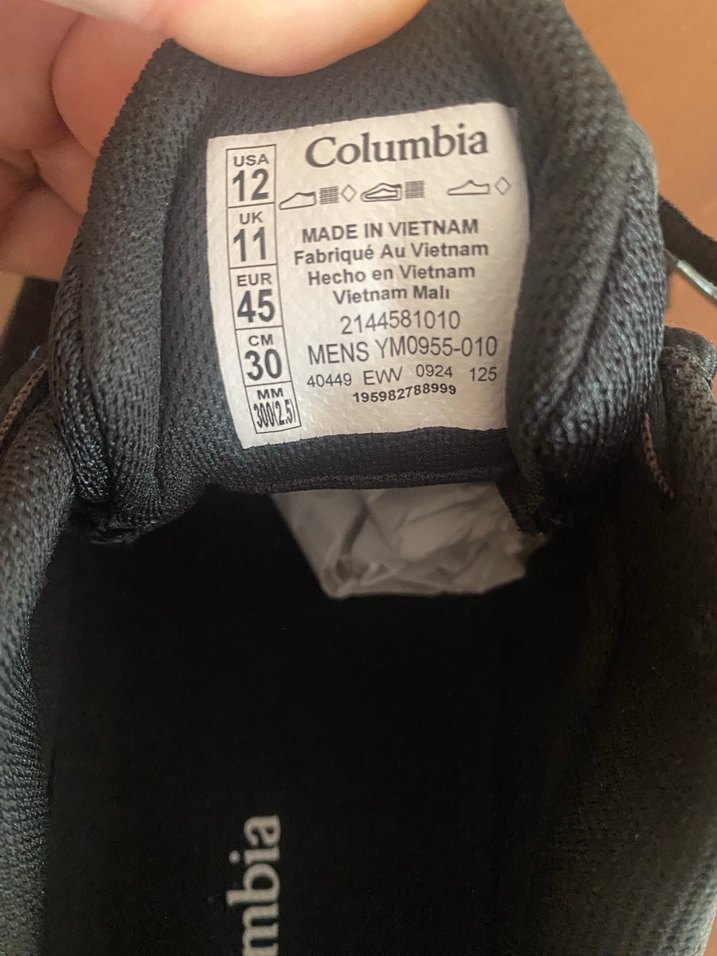 Columbia
USA
12
UK
11
EUR
45
CM
30
MM
300(2.5)
MADE IN VIETNAM
Fabriqué Au Vietnam
Hecho en Vietnam
Vietnam Malı
2144581010
MENS YM0955-010
40449 EWV 0924 125
195982788999
mbia